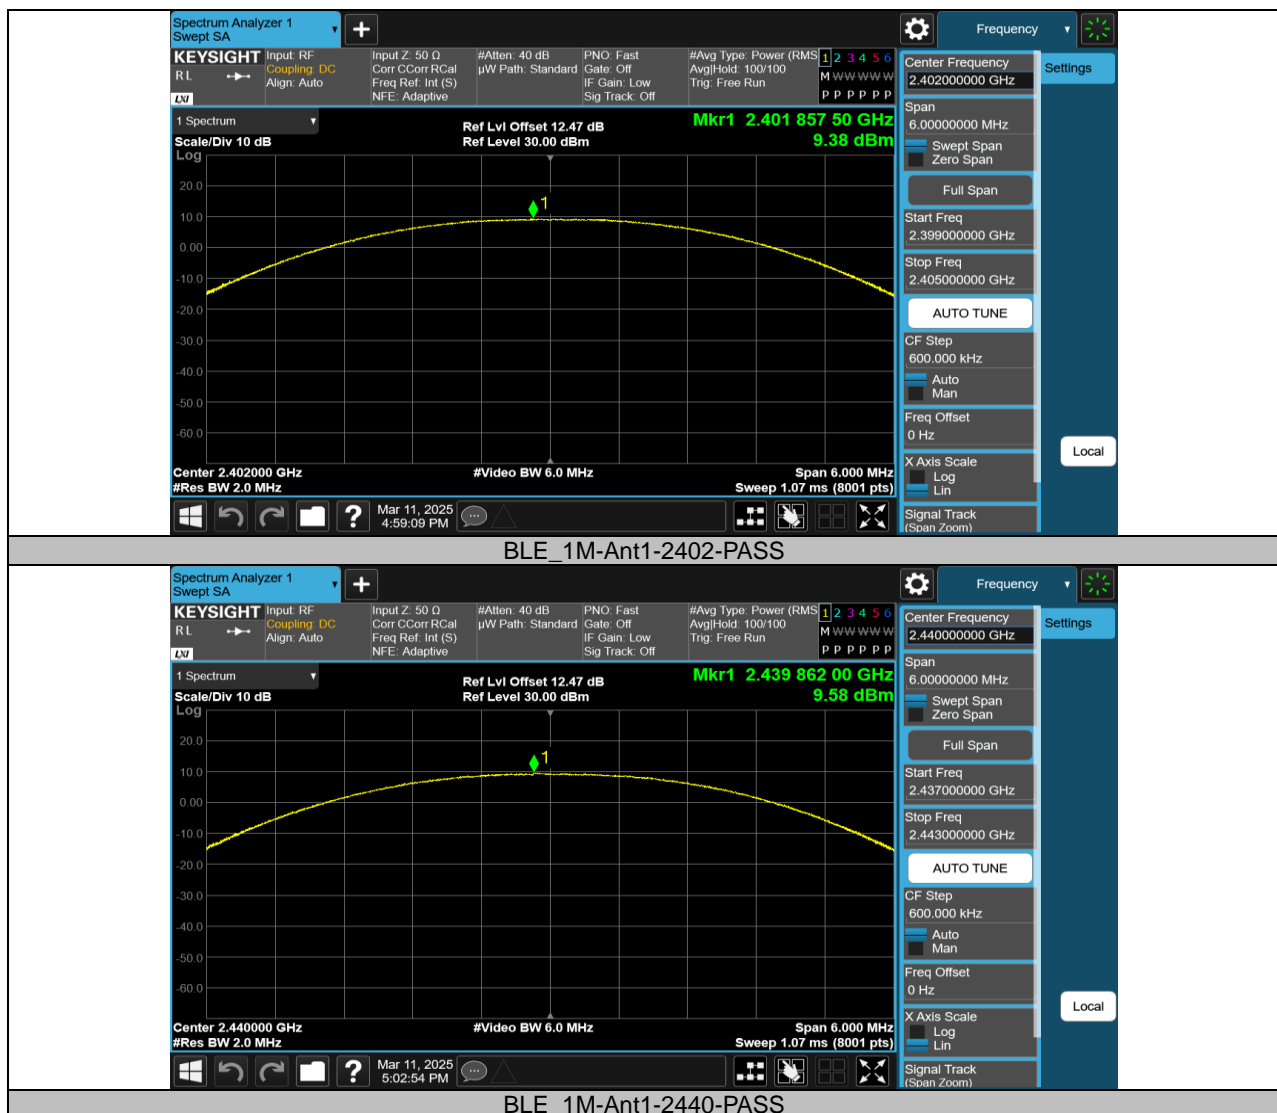 Spectrum Analyzer 1
Swept SA
Frequency
KEYSIGHT
Input: RF
Coupling: DC
Align: Auto
Input Z: 50 Ω
Corr CCorr RCal
Freq Ref: Int (S)
NFE: Adaptive
#Atten: 40 dB
µW Path: Standard
PNO: Fast
Gate: Off
IF Gain: Low
Sig Track: Off
#Avg Type: Power (RMS
Avg|Hold: 100/100
Trig: Free Run
1 2 3 4 5 6
M W W W W W
P P P P P P
R L
LXI
Center Frequency
2.402000000 GHz
Settings
Span
6.00000000 MHz
Swept Span
Zero Span
Full Span
Start Freq
2.399000000 GHz
Stop Freq
2.405000000 GHz
AUTO TUNE
CF Step
600.000 kHz
Auto
Man
Freq Offset
0 Hz
X Axis Scale
Log
Lin
Signal Track
(Span Zoom)
Local
1 Spectrum
Scale/Div 10 dB
Ref Lvl Offset 12.47 dB
Ref Level 30.00 dBm
Mkr1 2.401 857 50 GHz
9.38 dBm
Log
1
20.0
10.0
0.00
-10.0
-20.0
-30.0
-40.0
-50.0
-60.0
Center 2.402000 GHz
#Video BW 6.0 MHz
Span 6.000 MHz
#Res BW 2.0 MHz
Sweep 1.07 ms (8001 pts)
?
Mar 11, 2025
4:59:09 PM
BLE_1M-Ant1-2402-PASS
Spectrum Analyzer 1
Swept SA
Frequency
KEYSIGHT
Input: RF
Coupling: DC
Align: Auto
Input Z: 50 Ω
Corr CCorr RCal
Freq Ref: Int (S)
NFE: Adaptive
#Atten: 40 dB
µW Path: Standard
PNO: Fast
Gate: Off
IF Gain: Low
Sig Track: Off
#Avg Type: Power (RMS
Avg|Hold: 100/100
Trig: Free Run
1 2 3 4 5 6
M W W W W W
P P P P P P
R L
LXI
Center Frequency
2.440000000 GHz
Settings
Span
6.00000000 MHz
Swept Span
Zero Span
Full Span
Start Freq
2.437000000 GHz
Stop Freq
2.443000000 GHz
AUTO TUNE
CF Step
600.000 kHz
Auto
Man
Freq Offset
0 Hz
X Axis Scale
Log
Lin
Signal Track
(Span Zoom)
Local
1 Spectrum
Scale/Div 10 dB
Ref Lvl Offset 12.47 dB
Ref Level 30.00 dBm
Mkr1 2.439 862 00 GHz
9.58 dBm
Log
1
20.0
10.0
0.00
-10.0
-20.0
-30.0
-40.0
-50.0
-60.0
Center 2.440000 GHz
#Video BW 6.0 MHz
Span 6.000 MHz
#Res BW 2.0 MHz
Sweep 1.07 ms (8001 pts)
?
Mar 11, 2025
5:02:54 PM
BLE_1M-Ant1-2440-PASS